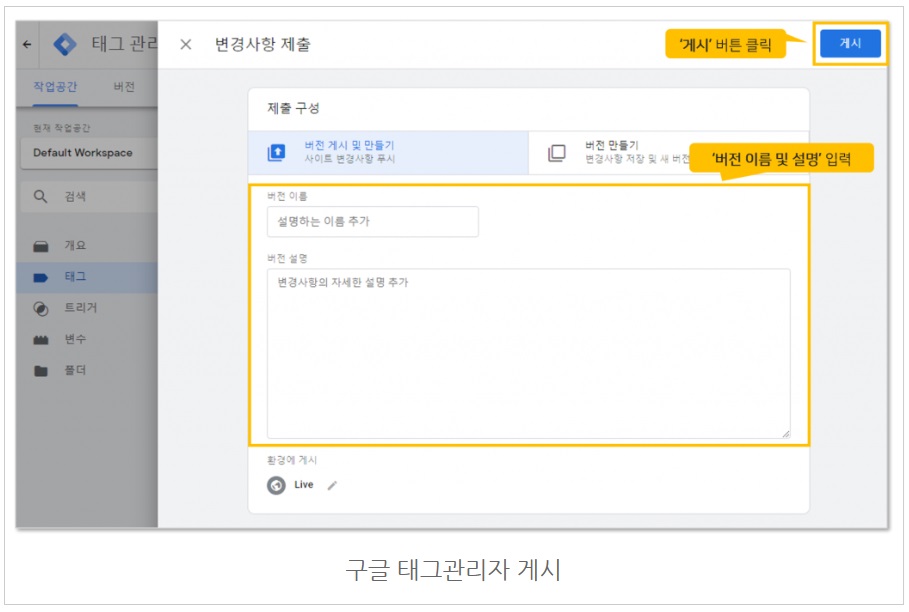 태그 관리
변경사항 제출
'게시' 버튼 클릭
게시
작업공간
버전
제출 구성
현재 작업공간
Default Workspace
버전 게시 및 만들기
사이트 변경사항 푸시
버전 만들기
변경사항 저장 및 새 버전
'버전 이름 및 설명' 입력
검색
버전 이름
설명하는 이름 추가
개요
버전 설명
태그
변경사항의 자세한 설명 추가
트리거
변수
폴더
환경에 게시
Live
구글 태그관리자 게시